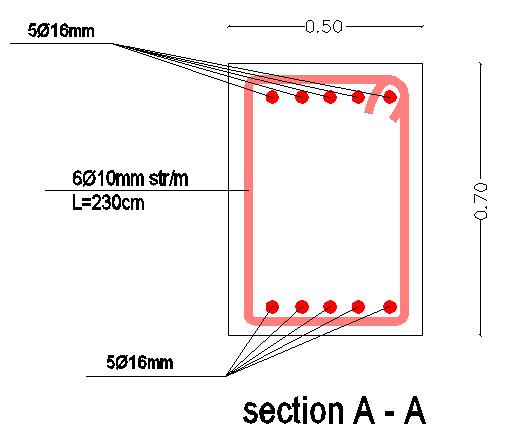 5Ø16mm
0.50
6Ø10mm str/m
L=230cm
0.70
5Ø16mm
section A - A